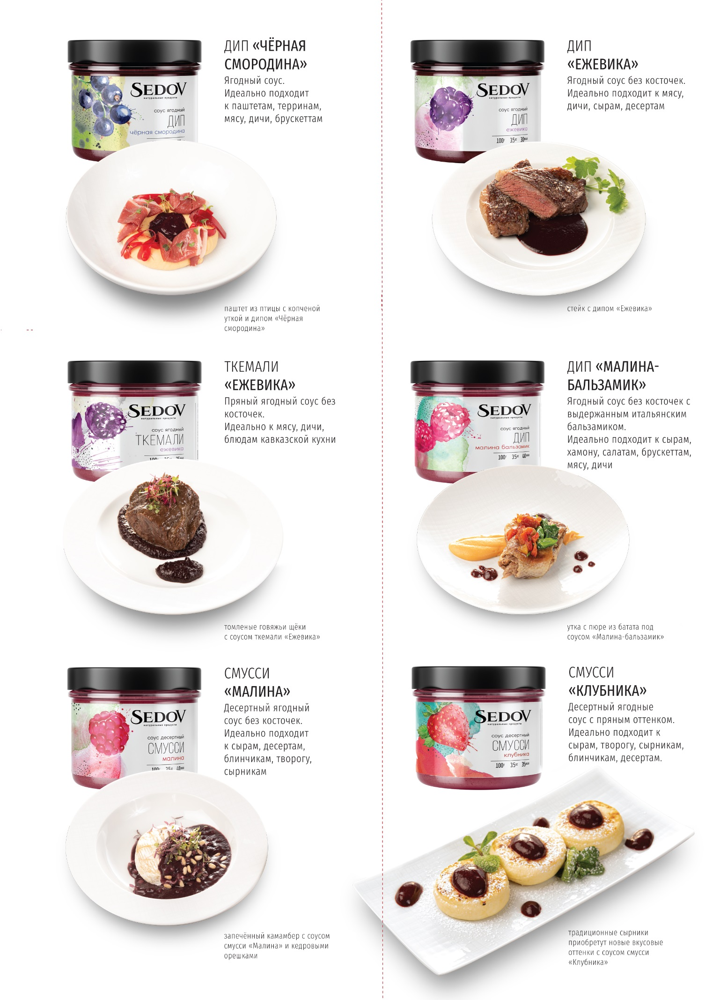 ДИП «ЧЁРНАЯ
СМОРОДИНА»
Ягодный соус.
Идеально подходит
к паштетам, терринам,
мясу, дичи, брускеттам
SEDOV
натуральные продукты
соус ягодный
ДИП
чёрная смородина
паштет из птицы с копченой
уткой и дипом «Чёрная
смородина»
ДИП
«ЕЖЕВИКА»
Ягодный соус без косточек.
Идеально подходит к мясу,
дичи, сырам, десертам
SEDOV
натуральные продукты
соус ягодный
ДИП
ежевика
100г 3.5oz 30ккал
стейк с дипом «Ежевика»
ТКЕМАЛИ
«ЕЖЕВИКА»
Пряный ягодный соус без
косточек.
Идеально к мясу, дичи,
блюдам кавказской кухни
SEDOV
натуральные продукты
соус ягодный
ТКЕМАЛИ
ежевика
томленые говяжьи щёки
с соусом ткемали «Ежевика»
ДИП «МАЛИНА-
БАЛЬЗАМИК»
Ягодный соус без косточек с
выдержанным итальянским
бальзамиком.
Идеально подходит к сырам,
хамону, салатам, брускеттам,
мясу, дичи
SEDOV
натуральные продукты
соус ягодный
ДИП
малина бальзамик
100г 3.5oz 40ккал
утка с пюре из батата под
соусом «Малина-бальзамик»
СМУССИ
«МАЛИНА»
Десертный ягодный
соус без косточек.
Идеально подходит
к сырам, десертам,
блинчикам, творогу,
сырникам
SEDOV
натуральные продукты
соус десертный
СМУССИ
малина
100г 3.5oz 40ккал
запечённый камамбер с соусом
смусси «Малина» и кедровыми
орешками
СМУССИ
«КЛУБНИКА»
Десертный ягодные
соус с пряным оттенком.
Идеально подходит к
сырам, творогу, сырникам,
блинчикам, десертам.
SEDOV
натуральные продукты
соус десертный
СМУССИ
клубника
100г 3.5oz 35ккал
традиционные сырники
приобретут новые вкусовые
оттенки с соусом смусси
«Клубника»